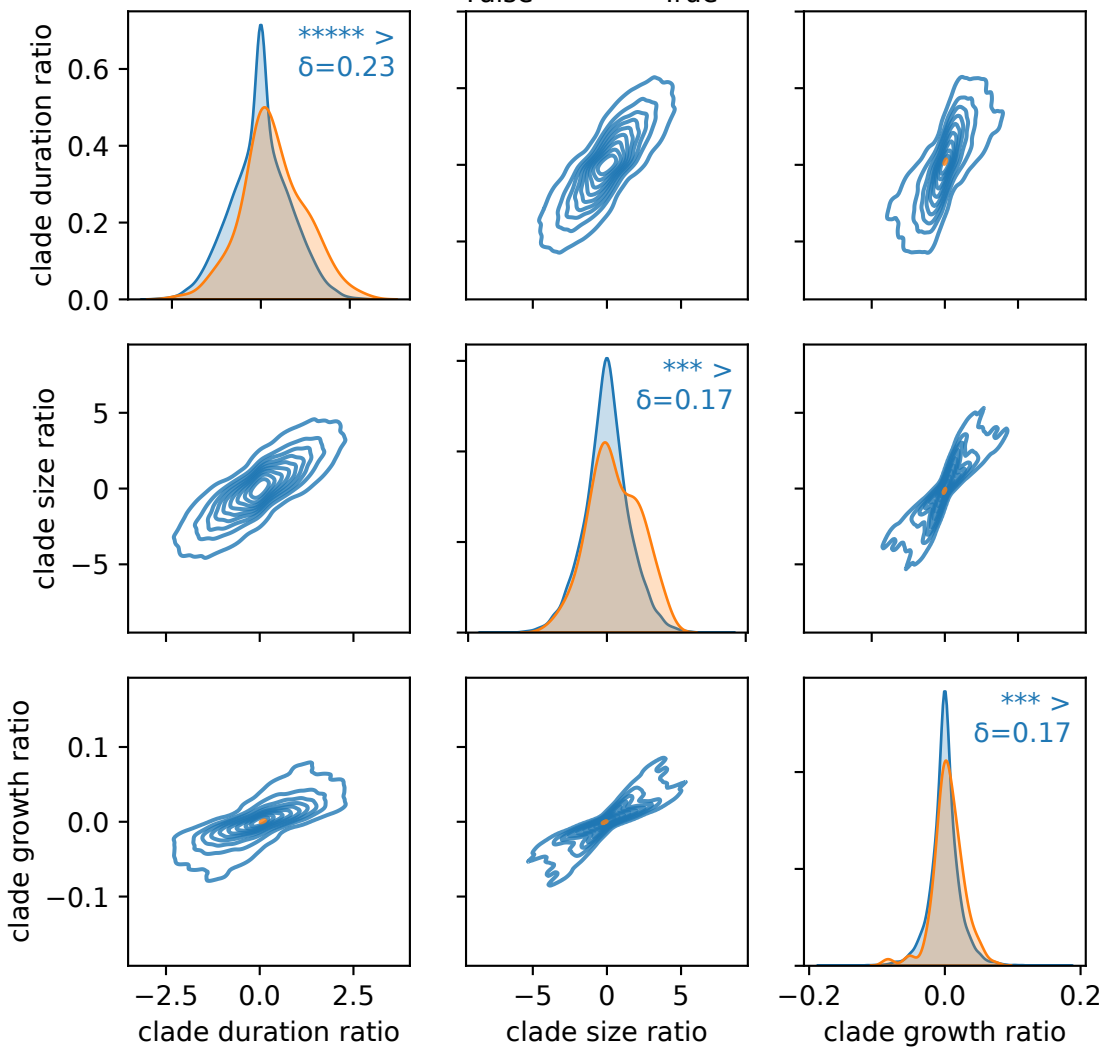 ***** >
δ=0.23
clade duration ratio
0.6
0.4
0.2
0.0
*** >
δ=0.17
clade size ratio
5
0
−5
*** >
δ=0.17
clade growth ratio
0.1
0.0
−0.1
−2.5 0.0 2.5
−5 0 5
−0.2 0.0 0.2
clade duration ratio
clade size ratio
clade growth ratio